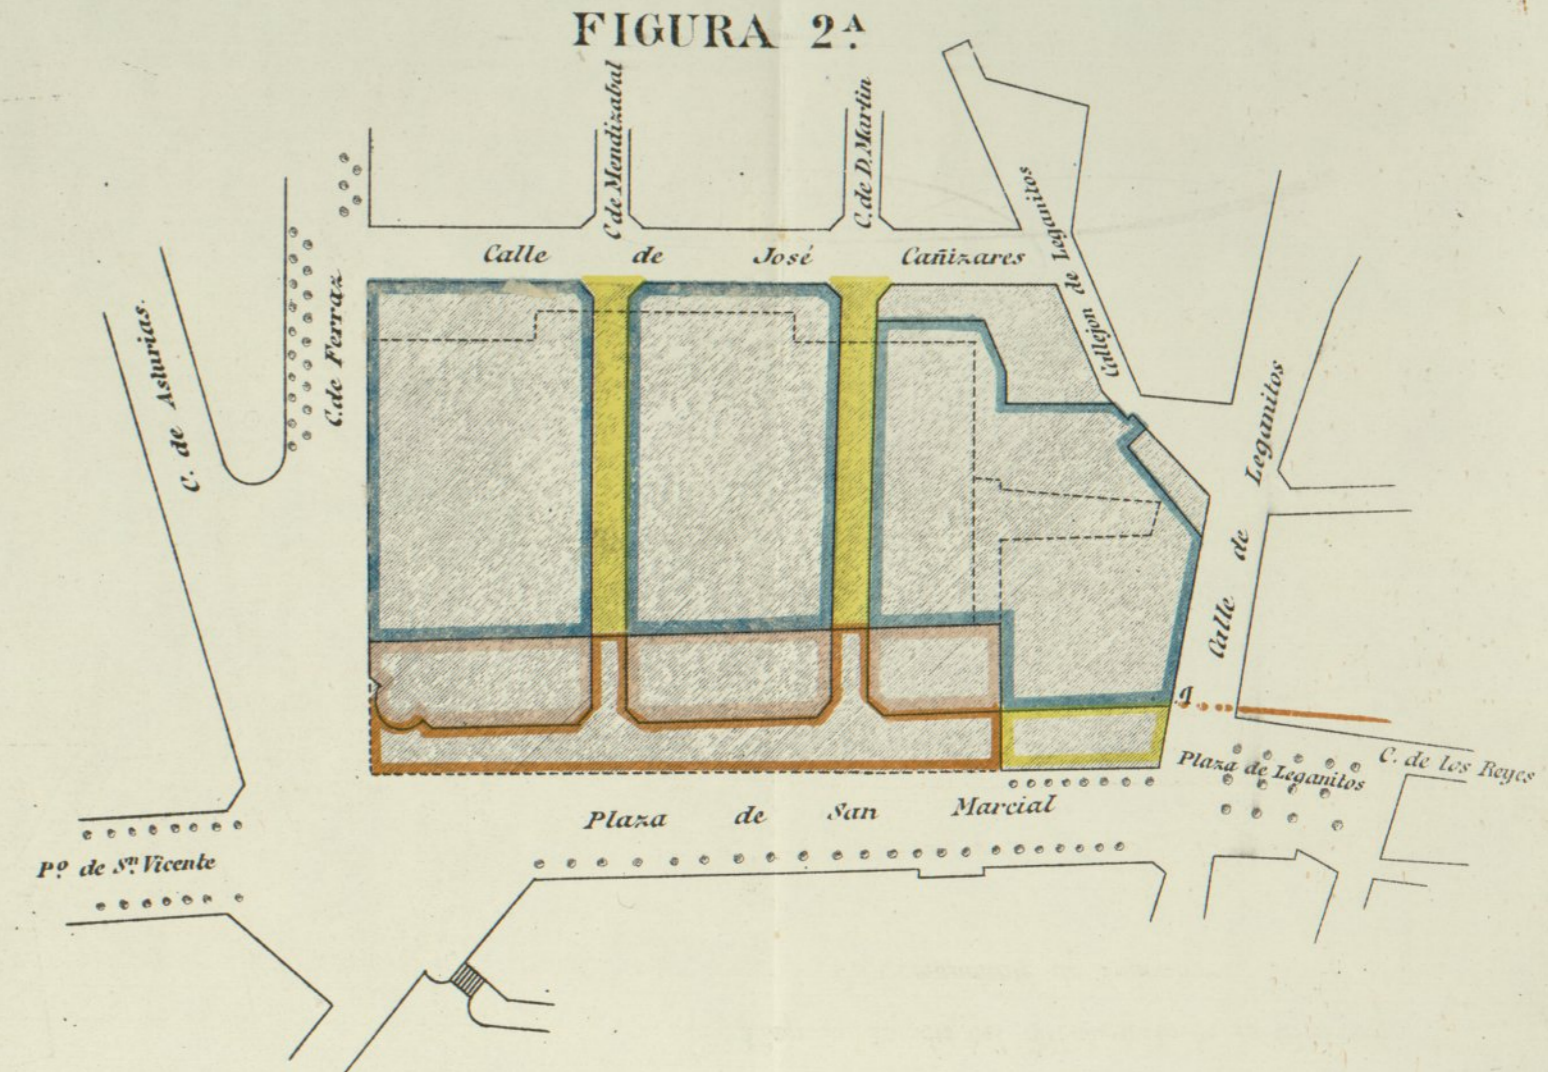 FIGURA 2.A
C. de Mendizabal
C. de D. Martin
Callejon de Leganitos
Calle de José Cañizares
C. de Asturias.
C. de Ferraz
Calle de Leganitos
q
C. de los Reyes
Plaza de Leganitos
Plaza de San Marcial
P.o de S.n Vicente